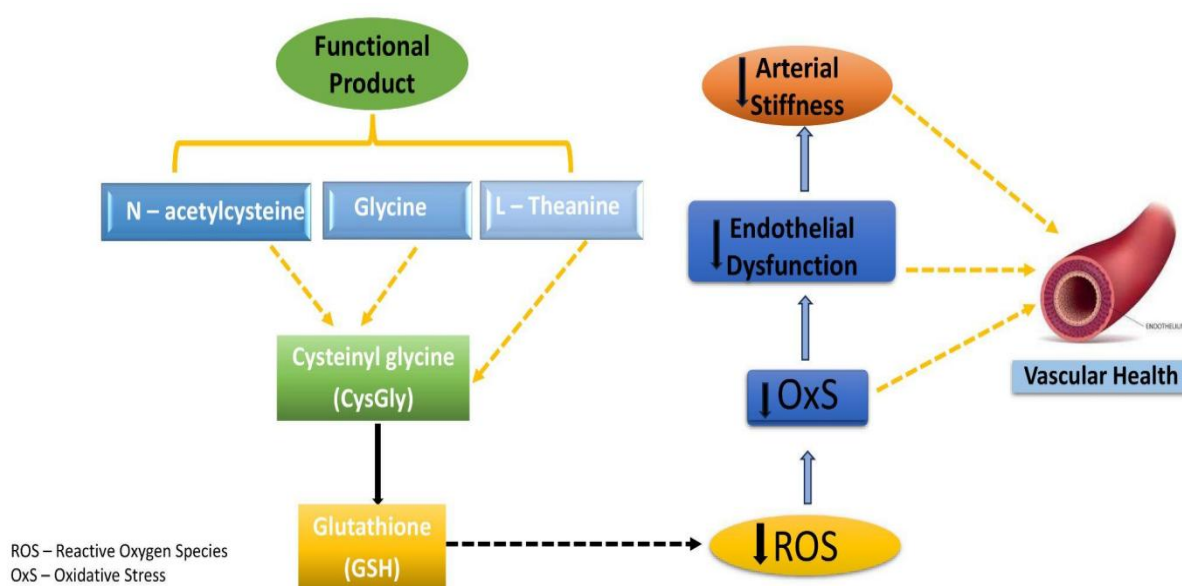 Functional
Product
N – acetylcysteine
Glycine
L – Theanine
Cysteinyl glycine
(CysGly)
Glutathione
(GSH)
ROS – Reactive Oxygen Species
OxS – Oxidative Stress
Arterial
Stiffness
Endothelial
Dysfunction
OxS
ROS
Vascular Health